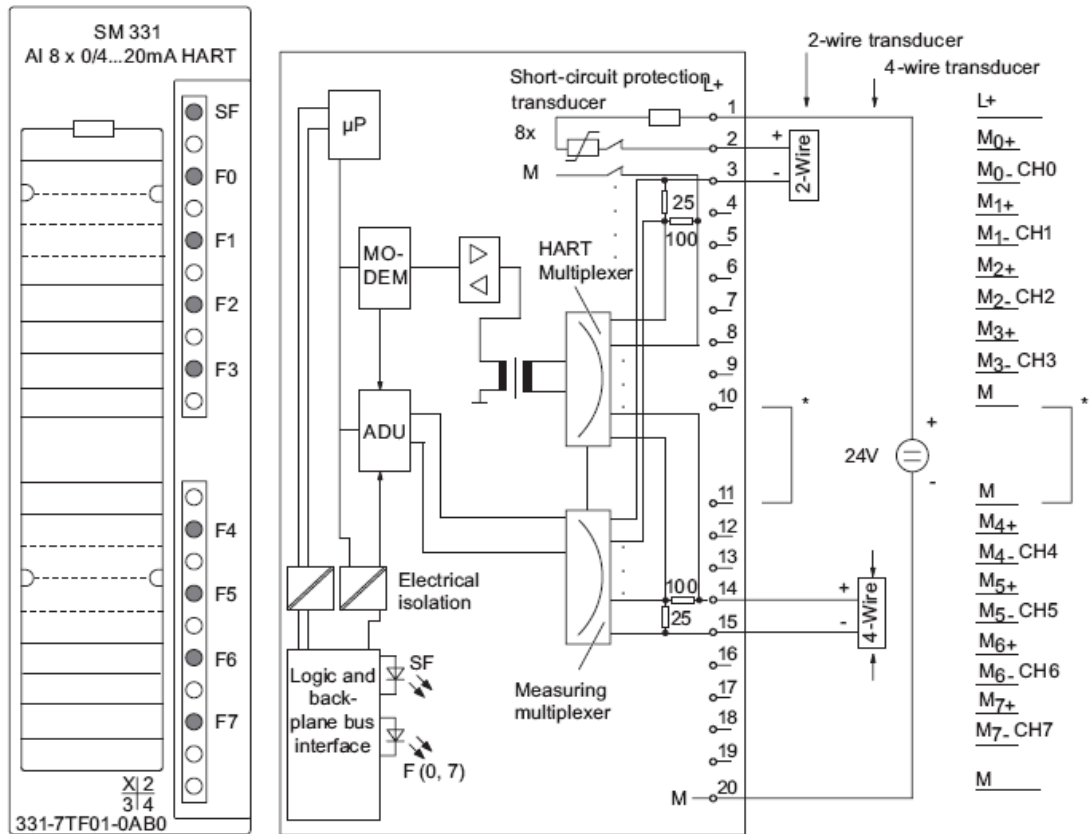 SM 331
AI 8 x 0/4...20mA HART
SF
F0
F1
F2
F3
F4
F5
F6
F7
X 2
3 4
331-7TF01-0AB0
µP
MO-
DEM
ADU
Electrical
isolation
Logic and
back-
plane bus
interface
SF
F (0, 7)
Short-circuit protection
transducer
8x
M
HART
Multiplexer
25
100
100
25
Measuring
multiplexer
L+
1
2
3
4
5
6
7
8
9
10
11
12
13
14
15
16
17
18
19
M 20
2-wire transducer
4-wire transducer
+
-
2-Wire
*
24V
+
-
+
-
4-Wire
L+
M0+
M0- CH0
M1+
M1- CH1
M2+
M2- CH2
M3+
M3- CH3
M
*
M
M4+
M4- CH4
M5+
M5- CH5
M6+
M6- CH6
M7+
M7- CH7
M